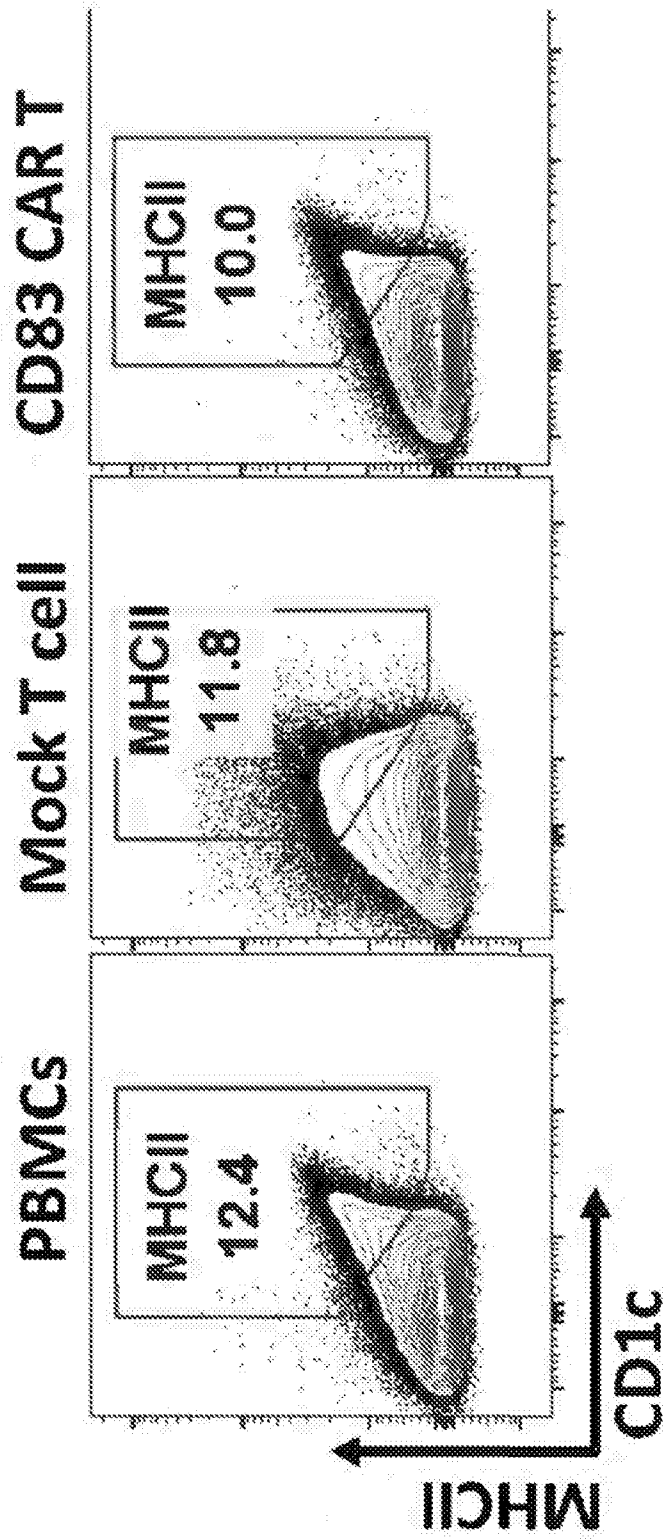 PBMCs
Mock T cell
CD83 CAR T
MHCII
12.4
MHCII
11.8
MHCII
10.0
MHCII
CD1c